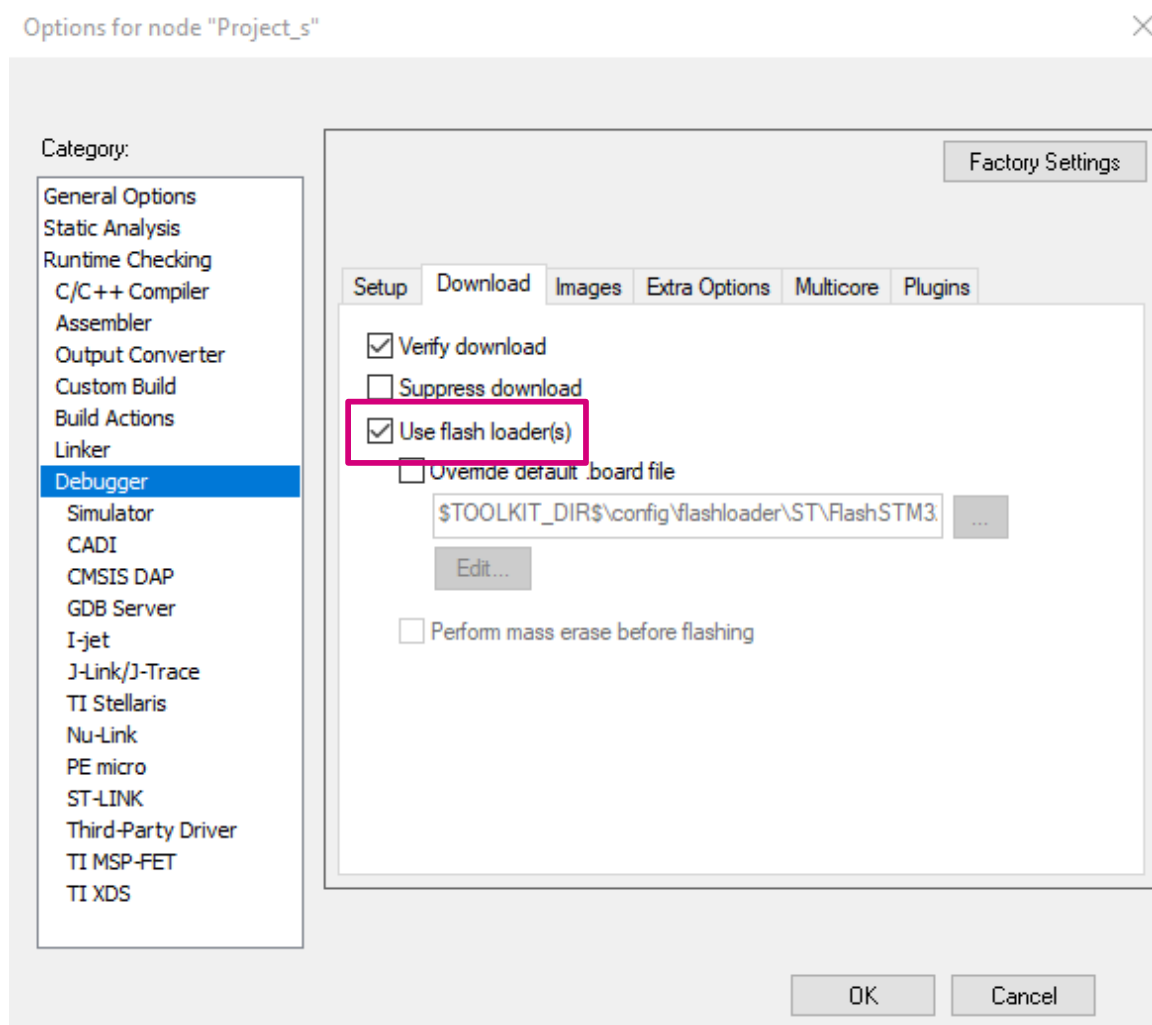 Options for node "Project_s"
Category:
Factory Settings
General Options
Static Analysis
Runtime Checking
C/C++ Compiler
Assembler
Output Converter
Custom Build
Build Actions
Linker
Debugger
Simulator
CADI
CMSIS DAP
GDB Server
I-jet
J-Link/J-Trace
TI Stellaris
Nu-Link
PE micro
ST-LINK
Third-Party Driver
TI MSP-FET
TI XDS
Setup Download Images Extra Options Multicore Plugins
Verify download
Suppress download
Use flash loader(s)
Override default .board file
$TOOLKIT_DIR$\config\flashloader\ST\FlashSTM3 ...
Edit...
Perform mass erase before flashing
OK Cancel